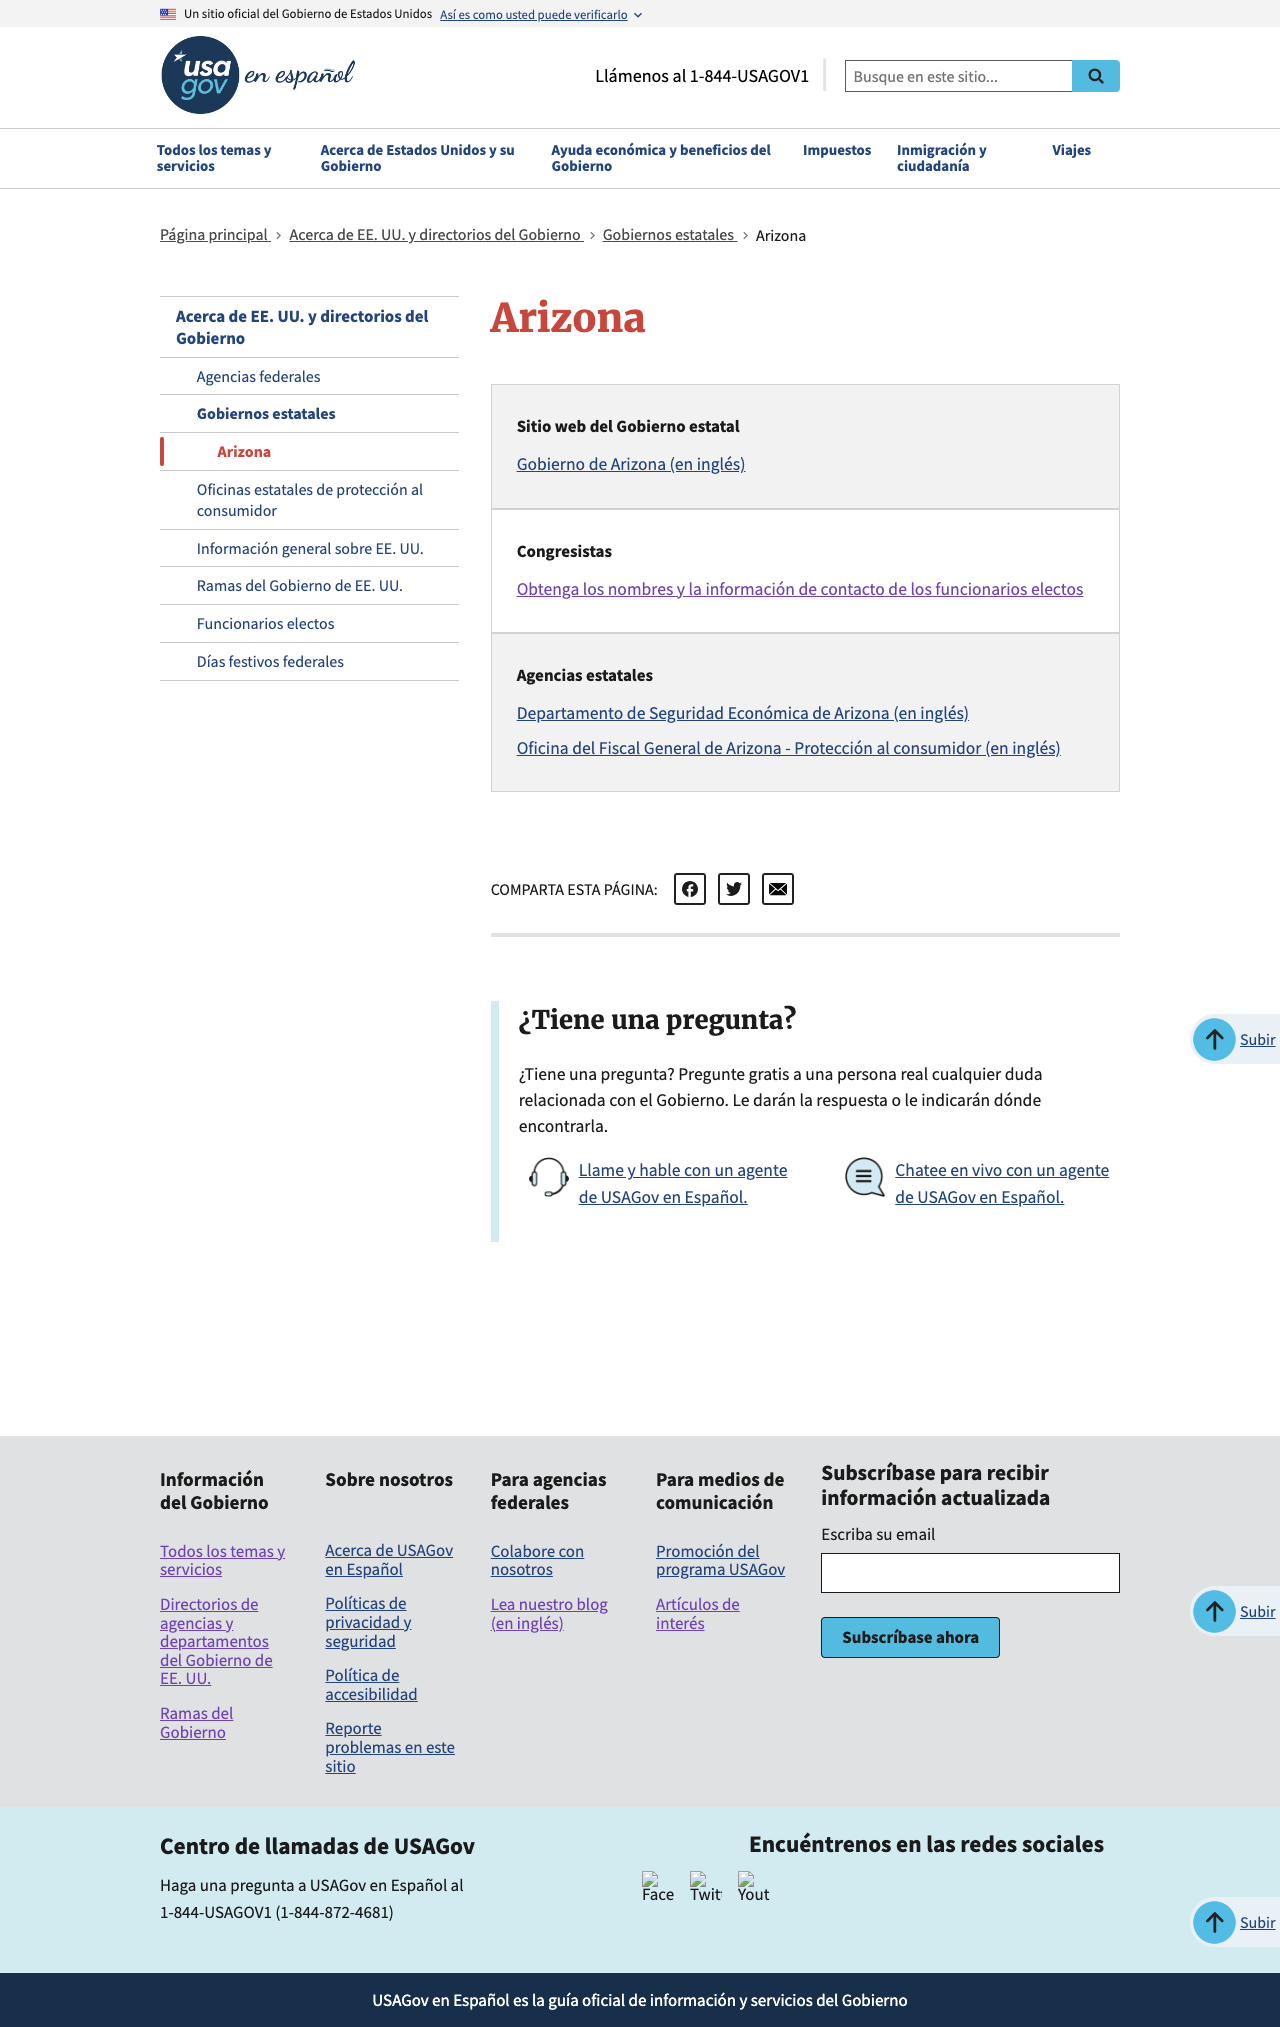 Un sitio oficial del Gobierno de Estados Unidos Así es como usted puede verificarlo
usa
gov
en español
Llámenos al 1-844-USAGOV1
Busque en este sitio...
Todos los temas y
servicios
Acerca de Estados Unidos y su
Gobierno
Ayuda económica y beneficios del
Gobierno
Impuestos
Inmigración y
ciudadanía
Viajes
Página principal
Acerca de EE. UU. y directorios del Gobierno
Gobiernos estatales
Arizona
Acerca de EE. UU. y directorios del
Gobierno
Agencias federales
Gobiernos estatales
Arizona
Oficinas estatales de protección al
consumidor
Información general sobre EE. UU.
Ramas del Gobierno de EE. UU.
Funcionarios electos
Días festivos federales
Arizona
Sitio web del Gobierno estatal
Gobierno de Arizona (en inglés)
Congresistas
Obtenga los nombres y la información de contacto de los funcionarios electos
Agencias estatales
Departamento de Seguridad Económica de Arizona (en inglés)
Oficina del Fiscal General de Arizona - Protección al consumidor (en inglés)
COMPARTA ESTA PÁGINA:
¿Tiene una pregunta?
¿Tiene una pregunta? Pregunte gratis a una persona real cualquier duda
relacionada con el Gobierno. Le darán la respuesta o le indicarán dónde
encontrarla.
Llame y hable con un agente
de USAGov en Español.
Chatee en vivo con un agente
de USAGov en Español.
Subir
Información
del Gobierno
Todos los temas y
servicios
Directorios de
agencias y
departamentos
del Gobierno de
EE. UU.
Ramas del
Gobierno
Sobre nosotros
Acerca de USAGov
en Español
Políticas de
privacidad y
seguridad
Política de
accesibilidad
Reporte
problemas en este
sitio
Para agencias
federales
Colabore con
nosotros
Lea nuestro blog
(en inglés)
Para medios de
comunicación
Promoción del
programa USAGov
Artículos de
interés
Subscríbase para recibir
información actualizada
Escriba su email
Subscríbase ahora
Subir
Centro de llamadas de USAGov
Haga una pregunta a USAGov en Español al
1-844-USAGOV1 (1-844-872-4681)
Encuéntrenos en las redes sociales
Face
Twit
Yout
Subir
USAGov en Español es la guía oficial de información y servicios del Gobierno